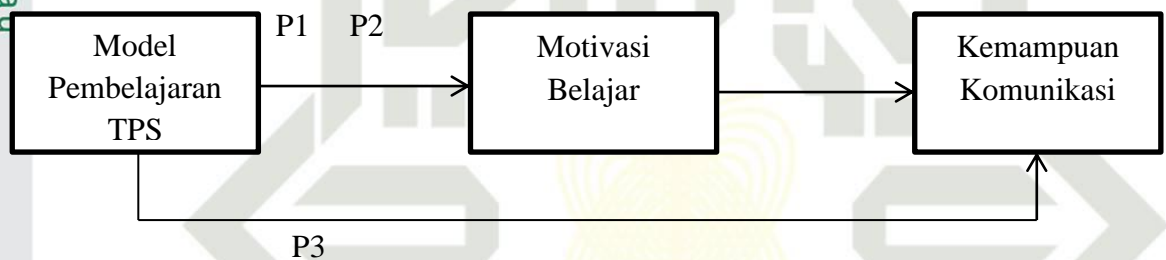 Model
Pembelajaran
TPS
P1 P2
Motivasi
Belajar
Kemampuan
Komunikasi
P3